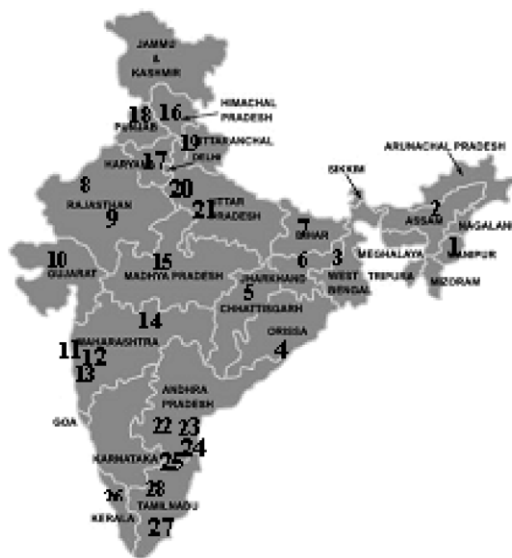 JAMMU
&
KASHMIR
18
16
HIMACHAL
PRADESH
PUNJAB
19
UTTARANCHAL
ARUNACHAL PRADESH
HARYANA
17
DELHI
SIKKIM
8
20
RAJASTHAN
21
UTTAR
PRADESH
2
ASSAM
NAGALAND
9
7
BIHAR
1
MANIPUR
10
GUJARAT
15
MADHYA PRADESH
6
3
MEGHALAYA
JHARKHAND
WEST
BENGAL
TRIPURA
MIZORAM
5
CHHATTISGARH
14
ORISSA
11
MAHARASHTRA
12
4
13
ANDHRA
PRADESH
GOA
22
23
24
KARNATAKA
25
26
28
TAMILNADU
KERALA
27